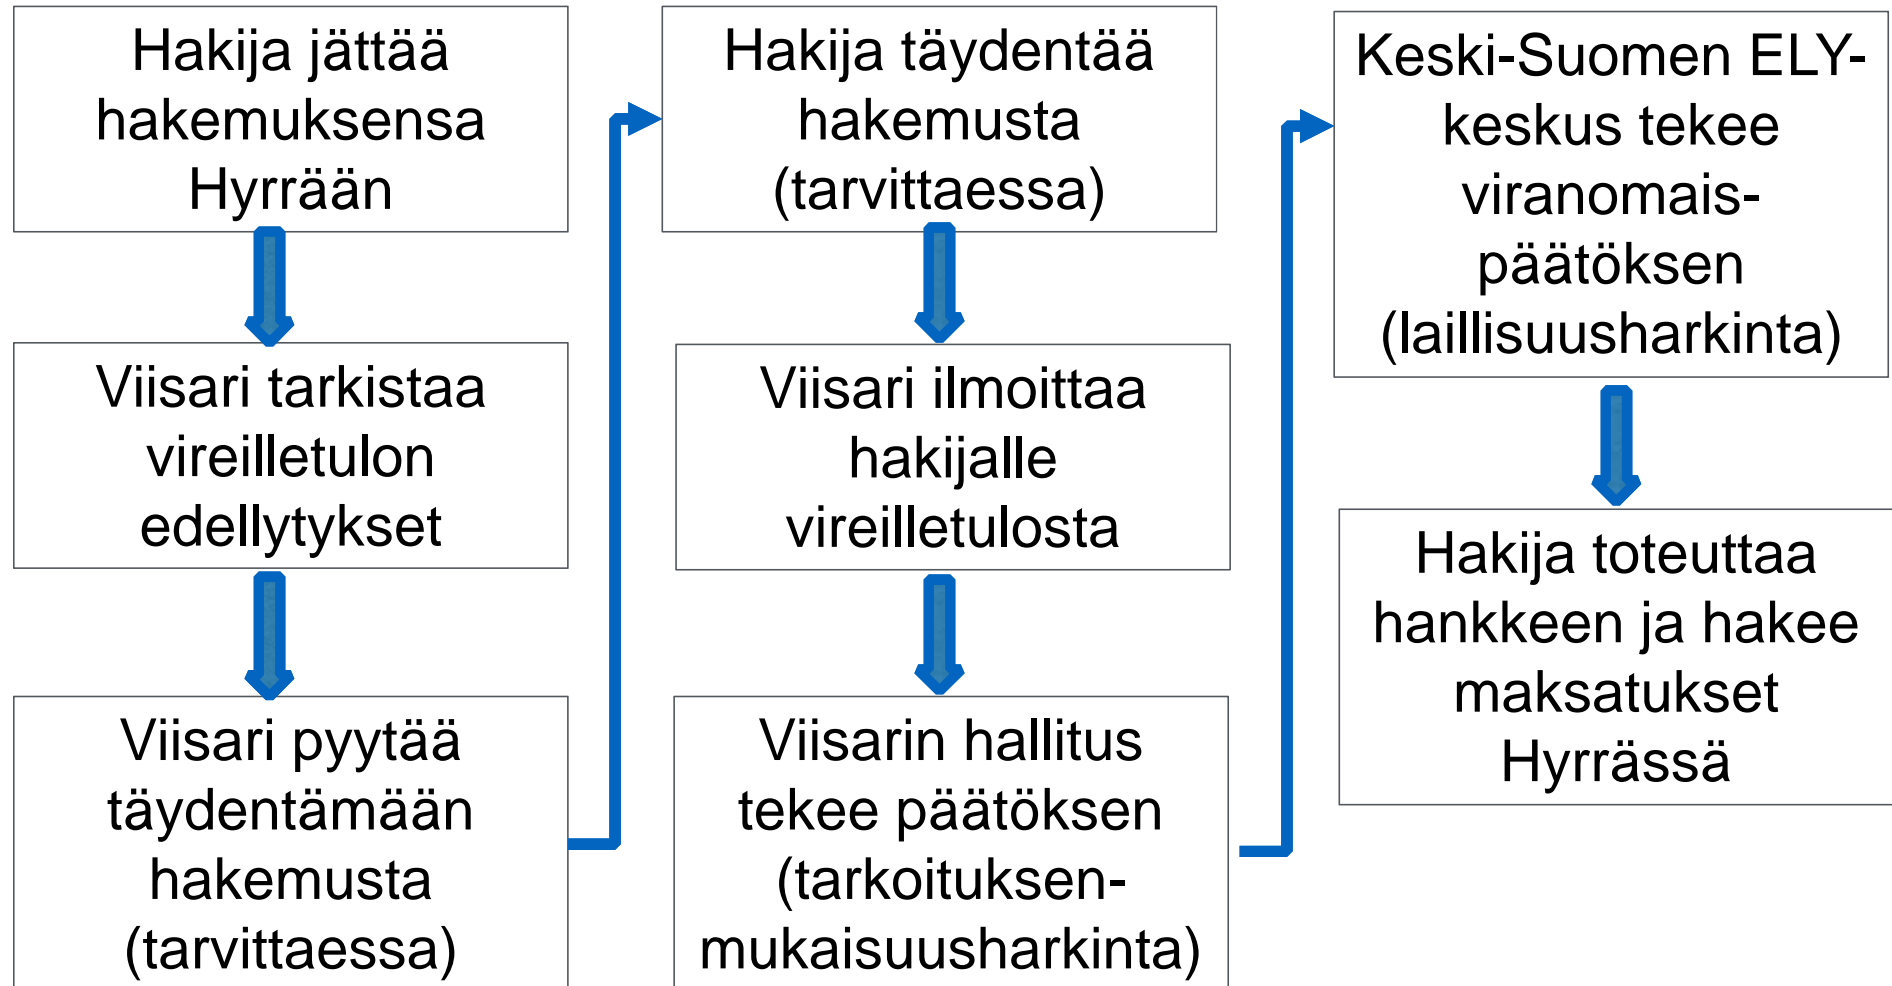 Hakija jättää
hakemuksensa
Hyrrään
Viisari tarkistaa
vireilletulon
edellytykset
Viisari pyytää
täydentämään
hakemusta
(tarvittaessa)
Hakija täydentää
hakemusta
(tarvittaessa)
Viisari ilmoittaa
hakijalle
vireilletulosta
Viisarin hallitus
tekee päätöksen
(tarkoituksen-
mukaisuusharkinta)
Keski-Suomen ELY-
keskus tekee
viranomais-
päätöksen
(laillisuusharkinta)
Hakija toteuttaa
hankkeen ja hakee
maksatukset
Hyrrässä